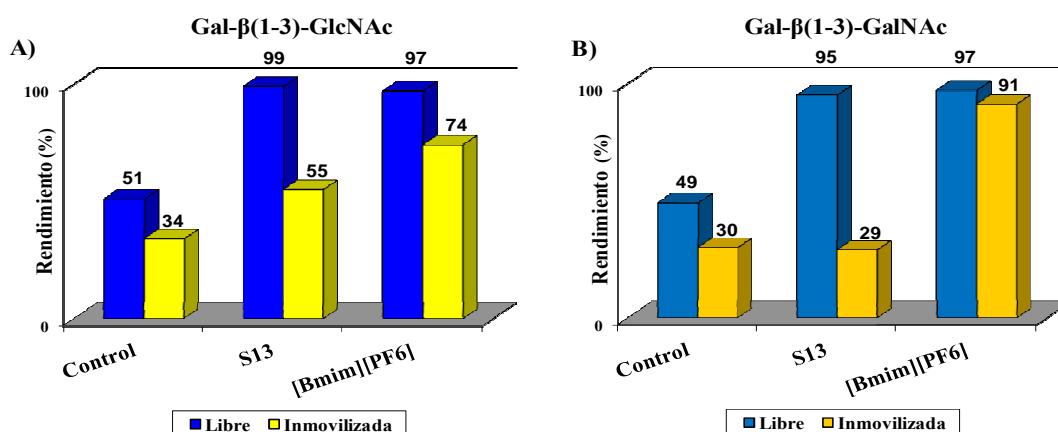 A)
Gal-β(1-3)-GlcNAc
Rendimiento (%)
100
0
51
34
99
55
97
74
Control
S13
[Bmim][PF6]
Libre Inmovilizada
B)
Gal-β(1-3)-GalNAc
Rendimiento (%)
100
0
49
30
95
29
97
91
Control
S13
[Bmim][PF6]
Libre Inmovilizada